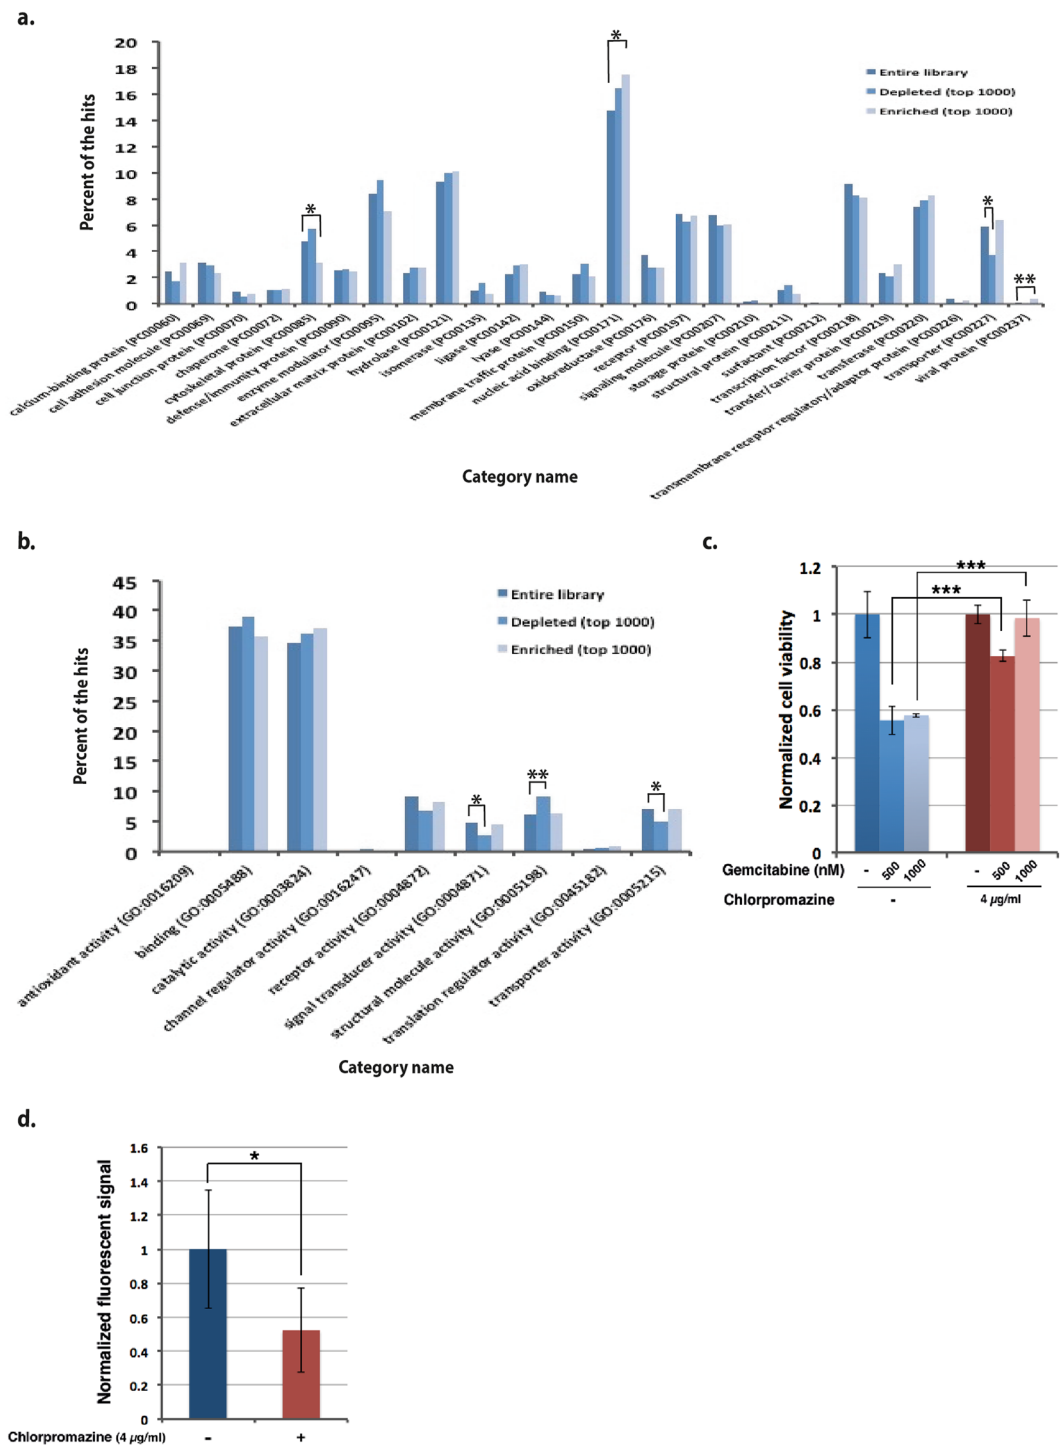 a.
20
18
16
14
12
10
8
6
4
2
0
Percent of the hits
*
*
*
**
Entire library
Depleted (top 1000)
Enriched (top 1000)
calcium-binding protein (PC00060)
cell adhesion molecule (PC00069)
cell junction protein (PC00070)
chaperone (PC00072)
cytoskeletal protein (PC00085)
defense/immunity protein (PC00090)
enzyme modulator (PC00095)
extracellular matrix protein (PC00102)
hydrolase (PC00121)
isomerase (PC00135)
ligase (PC00142)
lyase (PC00144)
membrane traffic protein (PC00150)
nucleic acid binding (PC00171)
oxidoreductase (PC00176)
receptor (PC00197)
signaling molecule (PC00207)
storage protein (PC00210)
structural protein (PC00211)
surfactant (PC00212)
transcription factor (PC00218)
transfer/carrier protein (PC00219)
transferase (PC00220)
transmembrane receptor regulatory/adaptor protein (PC00226)
transporter (PC00227)
viral protein (PC00237)
Category name
b.
45
40
35
30
25
20
15
10
5
0
Percent of the hits
*
**
*
Entire library
Depleted (top 1000)
Enriched (top 1000)
antioxidant activity (GO:0016209)
binding (GO:0005488)
catalytic activity (GO:0003824)
channel regulator activity (GO:0016247)
receptor activity (GO:0004872)
signal transducer activity (GO:0004871)
structural molecule activity (GO:0005198)
translation regulator activity (GO:0045182)
transporter activity (GO:0005215)
Category name
c.
1.2
1
0.8
0.6
0.4
0.2
0
Normalized cell viability
***
***
Gemcitabine (nM) - 500 1000 - 500 1000
Chlorpromazine - 4 µg/ml
d.
1.6
1.4
1.2
1
0.8
0.6
0.4
0.2
0
Normalized fluorescent signal
*
Chlorpromazine (4 µg/ml) - +